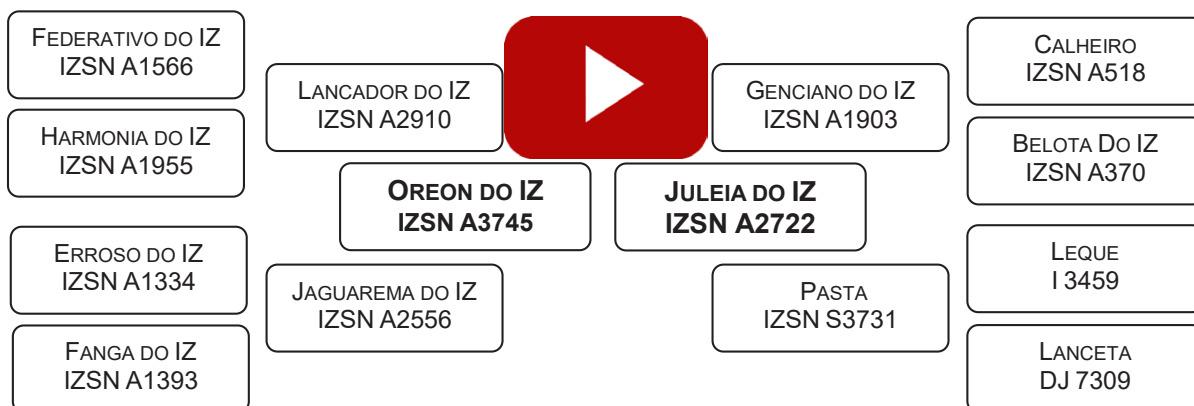 FEDERATIVO DO IZ
IZSN A1566
HARMONIA DO IZ
IZSN A1955
ERROSO DO IZ
IZSN A1334
FANGA DO IZ
IZSN A1393
LANCADOR DO IZ
IZSN A2910
JAGUAREMA DO IZ
IZSN A2556
OREON DO IZ
IZSN A3745
JULEIA DO IZ
IZSN A2722
GENCIANO DO IZ
IZSN A1903
PASTA
IZSN S3731
CALHEIRO
IZSN A518
BELOTA DO IZ
IZSN A370
LEQUE
I 3459
LANCETA
DJ 7309